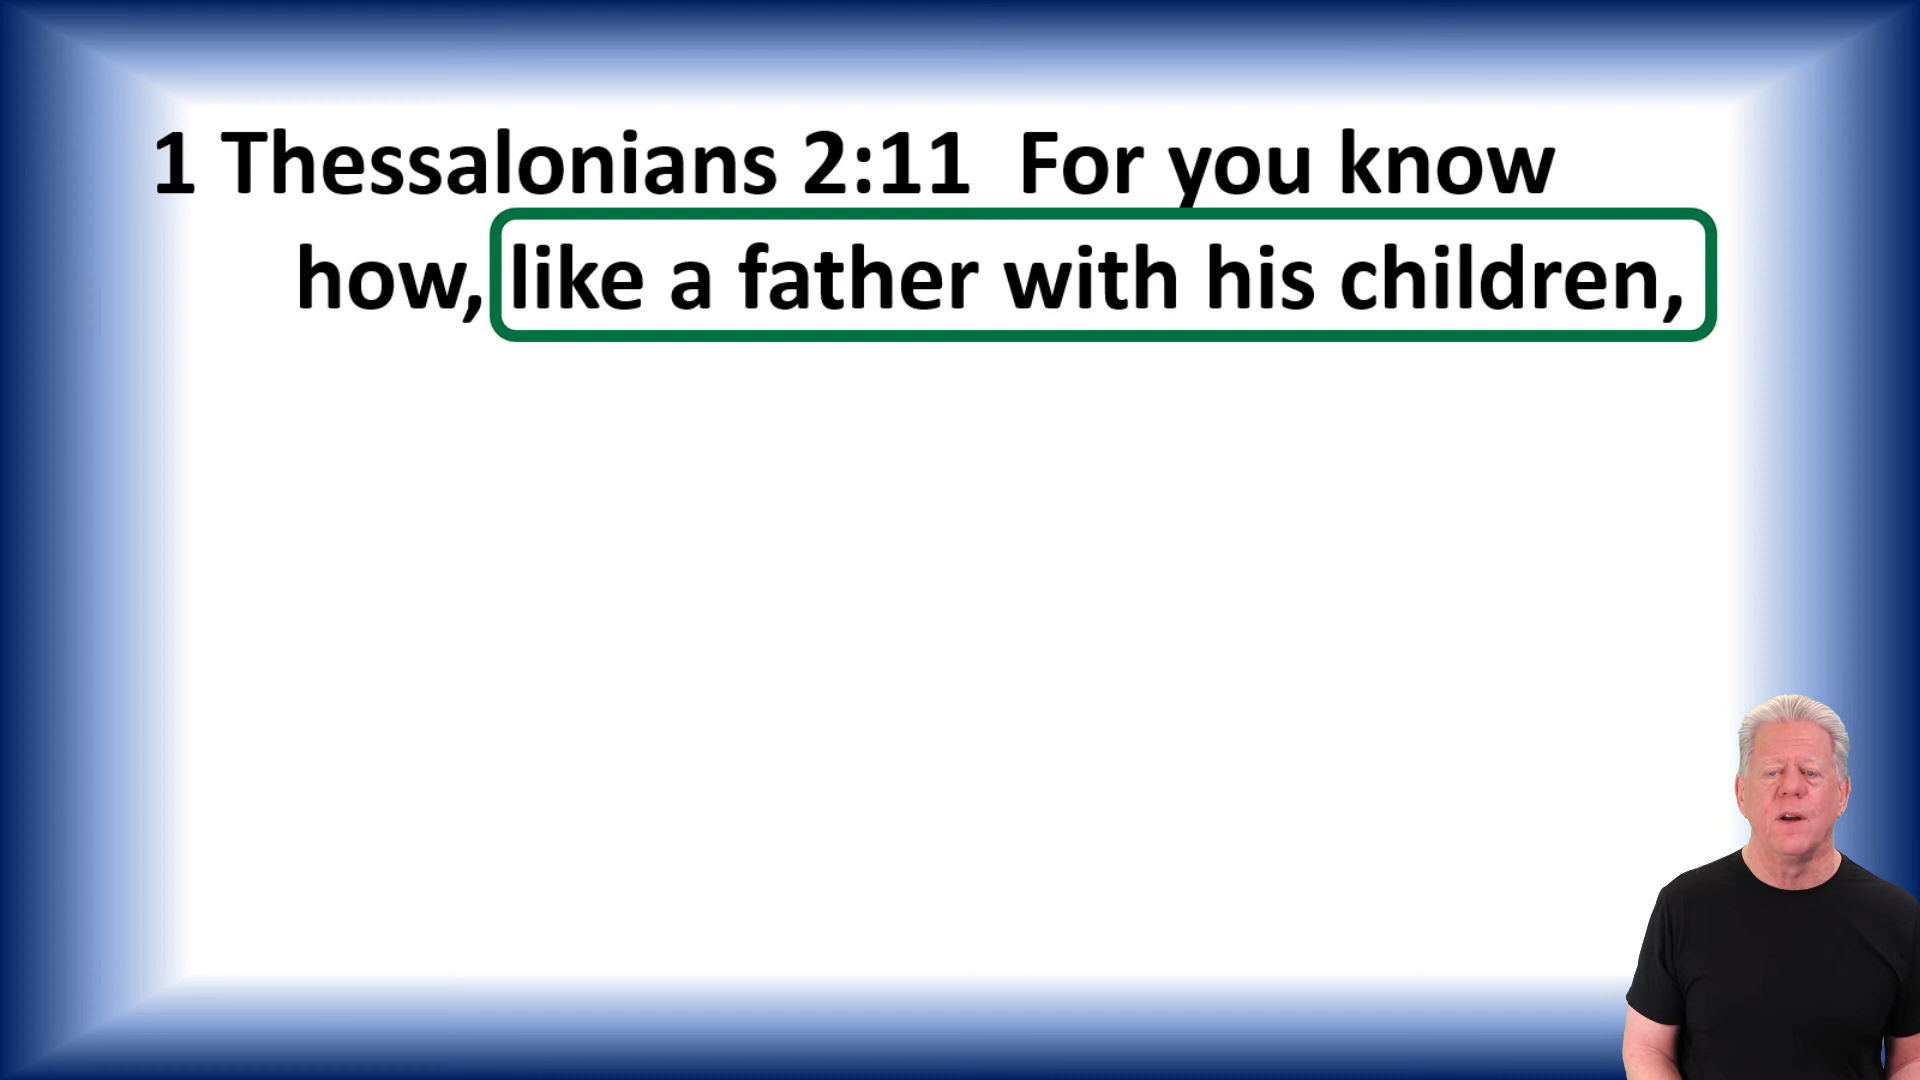 1 Thessalonians 2:11  For you know
how, like a father with his children,